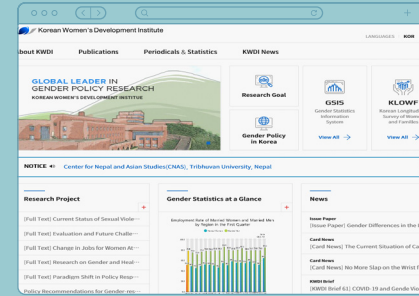 Korean Women's Development Institute
LANGUAGES KOR
bout KWDI Publications Periodicals & Statistics KWDI News
GLOBAL LEADER IN
GENDER POLICY RESEARCH
KOREAN WOMEN'S DEVELOPMENT INSTITUTE
Research Goal
Gender Policy
in Korea
GSIS
Gender Statistics
Information
System
View All
KLOWF
Korean Longitudi
Survey of Women
and Families
View All
NOTICE Center for Nepal and Asian Studies(CNAS), Tribhuvan University, Nepal
Research Project
[Full Text] Current Status of Sexual Violen···
[Full Text] Evaluation and Future Challe···
[Full Text] Change in Jobs for Women At···
[Full Text] Research on Gender and Heal···
[Full Text] Paradigm Shift in Policy Resp···
Policy Recommendations for Gender-res···
Gender Statistics at a Glance
Employment Rate of Married Women and Married Men
by Region in the First Quarter
News
Issue Paper
[Issue Paper] Gender Differences in the
Card News
[Card News] The Current Situation of Cu
Card News
[Card News] No More Slap on the Wrist
KWDI Brief
[KWDI Brief 61] COVID-19 and Gende